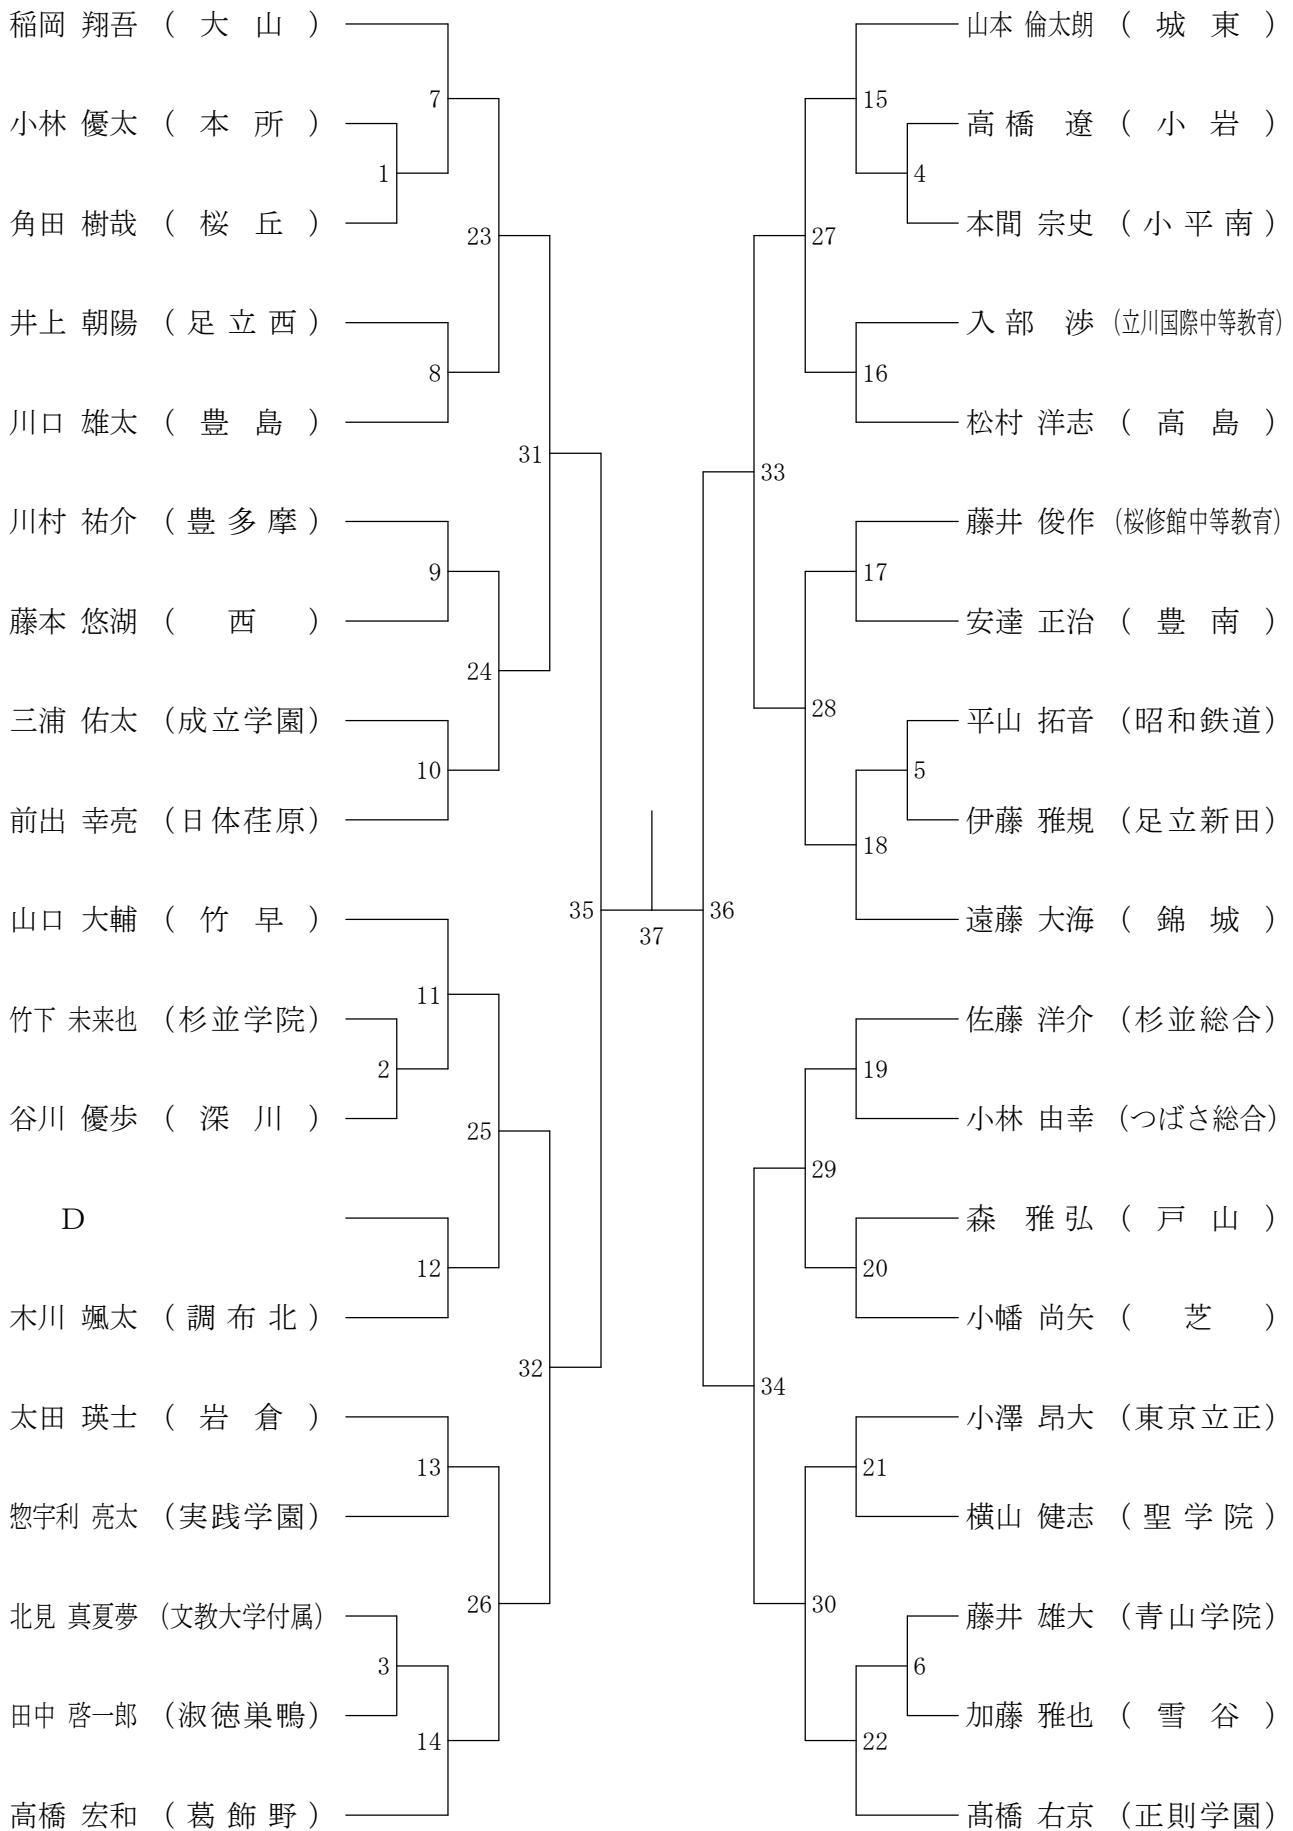 稲岡 翔吾 ( 大 山 )
小林 優太 ( 本 所 )
角田 樹哉 ( 桜 丘 )
井上 朝陽 ( 足 立 西 )
川口 雄太 ( 豊 島 )
川村 祐介 ( 豊 多 摩 )
藤本 悠湖 ( 西 )
三浦 佑太 (成立学園)
前出 幸亮 (日体荏原)
山口 大輔 ( 竹 早 )
竹下 未来也 (杉並学院)
谷川 優歩 ( 深 川 )
D
木川 颯太 ( 調 布 北 )
太田 瑛士 ( 岩 倉 )
惣宇利 亮太 (実践学園)
北見 真夏夢 (文教大学付属)
田中 啓一郎 (淑徳巣鴨)
高橋 宏和 ( 葛 飾 野 )
1
2
3
7
8
9
10
11
12
13
14
23
24
25
26
31
32
35
37
36
33
34
27
28
29
30
15
16
17
18
19
20
21
22
4
5
6
山本 倫太朗 ( 城 東 )
高橋 遼 ( 小 岩 )
本間 宗史 ( 小 平 南 )
入部 渉 (立川国際中等教育)
松村 洋志 ( 高 島 )
藤井 俊作 (桜修館中等教育)
安達 正治 ( 豊 南 )
平山 拓音 (昭和鉄道)
伊藤 雅規 (足立新田)
遠藤 大海 ( 錦 城 )
佐藤 洋介 (杉並総合)
小林 由幸 (つばさ総合)
森 雅弘 ( 戸 山 )
小幡 尚矢 ( 芝 )
小澤 昂大 (東京立正)
横山 健志 ( 聖 学 院 )
藤井 雄大 (青山学院)
加藤 雅也 ( 雪 谷 )
髙橋 右京 (正則学園)